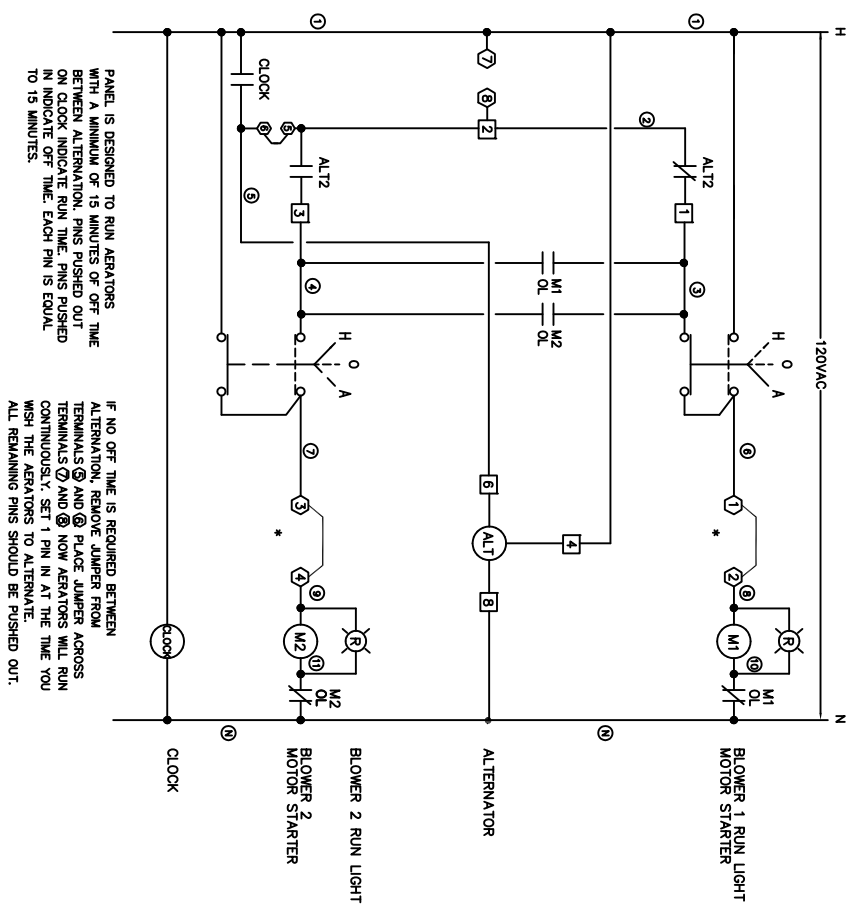 H
120VAC
N
H O A
R
M1
OL
BLOWER 1 RUN LIGHT
1
6
1
2
8
M1
10
BLOWER 1
MOTOR STARTER
*
ALT2
1
3
2
N
4
M1
OL
M2
OL
7
8
2
6
ALT
8
ALTERNATOR
H O A
R
M2
OL
BLOWER 2 RUN LIGHT
ALT2
3
4
7
3
4
9
M2
11
BLOWER 2
MOTOR STARTER
*
CLOCK
6
5
5
1
N
CLOCK
CLOCK
PANEL IS DESIGNED TO RUN AERATORS
WITH A MINIMUM OF 15 MINUTES OF OFF TIME
BETWEEN ALTERNATION. PINS PUSHED OUT
ON CLOCK INDICATE RUN TIME. PINS PUSHED
IN INDICATE OFF TIME. EACH PIN IS EQUAL
TO 15 MINUTES.
IF NO OFF TIME IS REQUIRED BETWEEN
ALTERNATION, REMOVE JUMPER FROM
TERMINALS 5 AND 6. PLACE JUMPER ACROSS
TERMINALS 7 AND 8. NOW AERATORS WILL RUN
CONTINUOUSLY. SET 1 PIN IN AT THE TIME YOU
WISH THE AERATORS TO ALTERNATE.
ALL REMAINING PINS SHOULD BE PUSHED OUT.